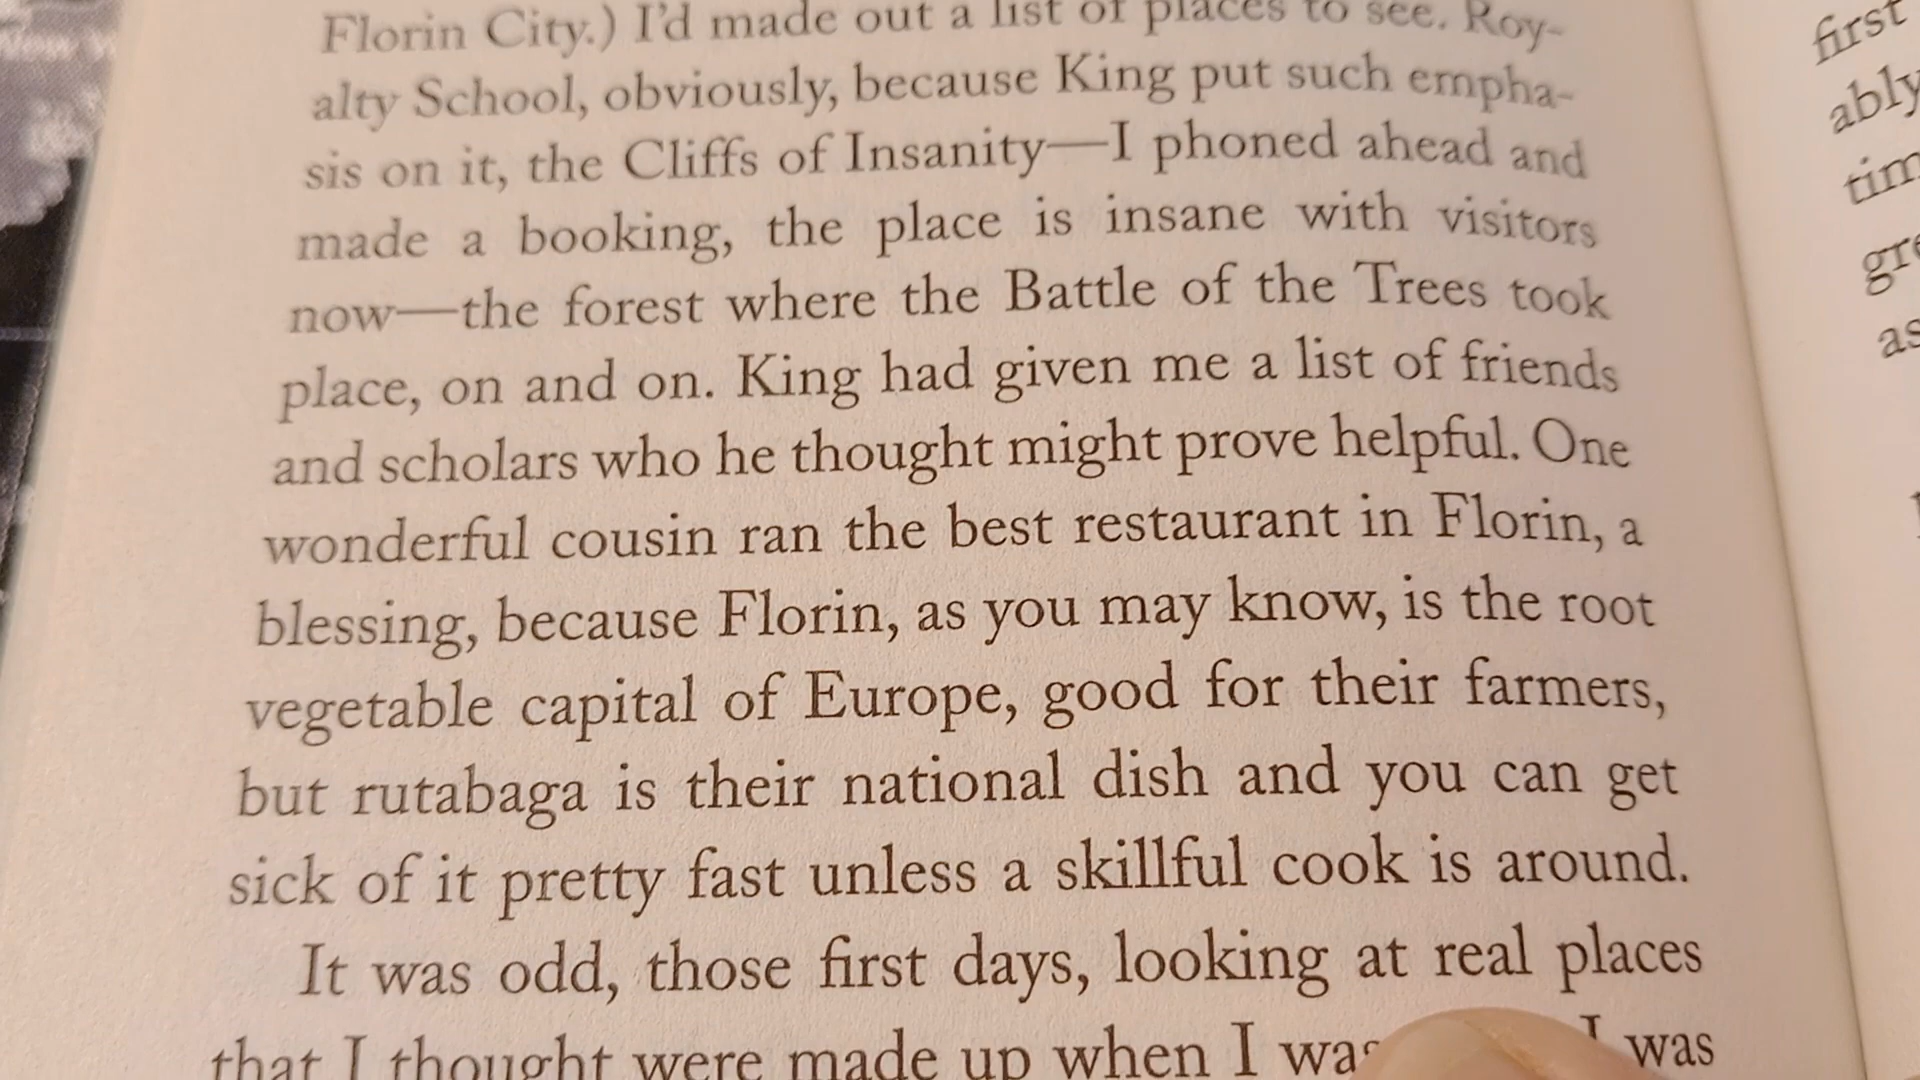 Florin City.) I'd made out a list of places to see. Roy-
alty School, obviously, because King put such empha-
sis on it, the Cliffs of Insanity—I phoned ahead and
made a booking, the place is insane with visitors
now—the forest where the Battle of the Trees took
place, on and on. King had given me a list of friends
and scholars who he thought might prove helpful. One
wonderful cousin ran the best restaurant in Florin, a
blessing, because Florin, as you may know, is the root
vegetable capital of Europe, good for their farmers,
but rutabaga is their national dish and you can get
sick of it pretty fast unless a skillful cook is around.
It was odd, those first days, looking at real places
that I thought were made up when I was I was
first
ably
as